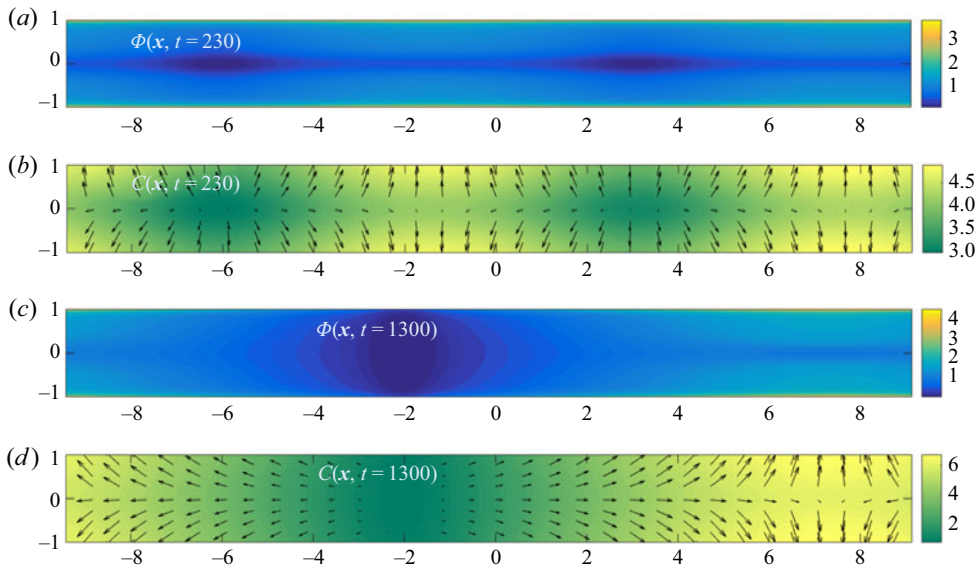 (a) 1 0 –1
Φ(x, t = 230)
3 2 1
–8 –6 –4 –2 0 2 4 6 8
(b) 1 0 –1
C(x, t = 230)
4.5 4.0 3.5 3.0
–8 –6 –4 –2 0 2 4 6 8
(c) 1 0 –1
Φ(x, t = 1300)
4 3 2 1
–8 –6 –4 –2 0 2 4 6 8
(d) 1 0 –1
C(x, t = 1300)
6 4 2
–8 –6 –4 –2 0 2 4 6 8